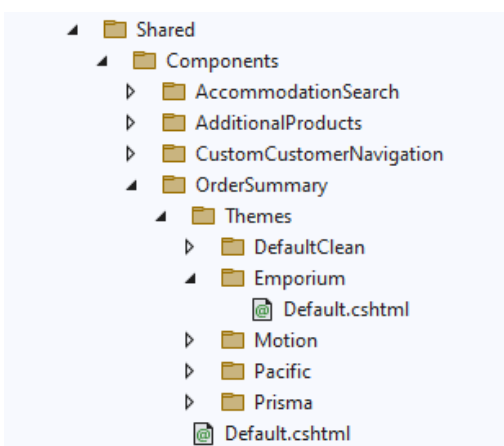 Shared
Components
AccommodationSearch
AdditionalProducts
CustomCustomerNavigation
OrderSummary
Themes
DefaultClean
Emporium
Default.cshtml
Motion
Pacific
Prisma
Default.cshtml